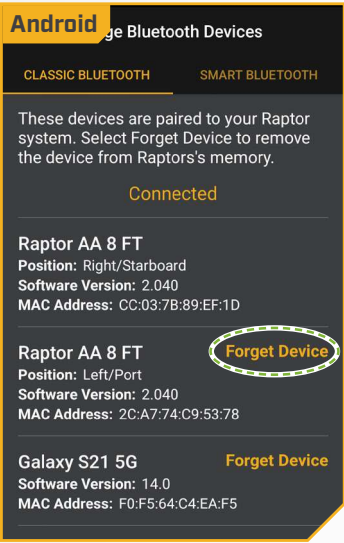 Android
ge Bluetooth Devices
CLASSIC BLUETOOTH SMART BLUETOOTH
These devices are paired to your Raptor
system. Select Forget Device to remove
the device from Raptors's memory.
Connected
Raptor AA 8 FT
Position: Right/Starboard
Software Version: 2.040
MAC Address: CC:03:7B:89:EF:1D
Raptor AA 8 FT Forget Device
Position: Left/Port
Software Version: 2.040
MAC Address: 2C:A7:74:C9:53:78
Galaxy S21 5G Forget Device
Software Version: 14.0
MAC Address: F0:F5:64:C4:EA:F5